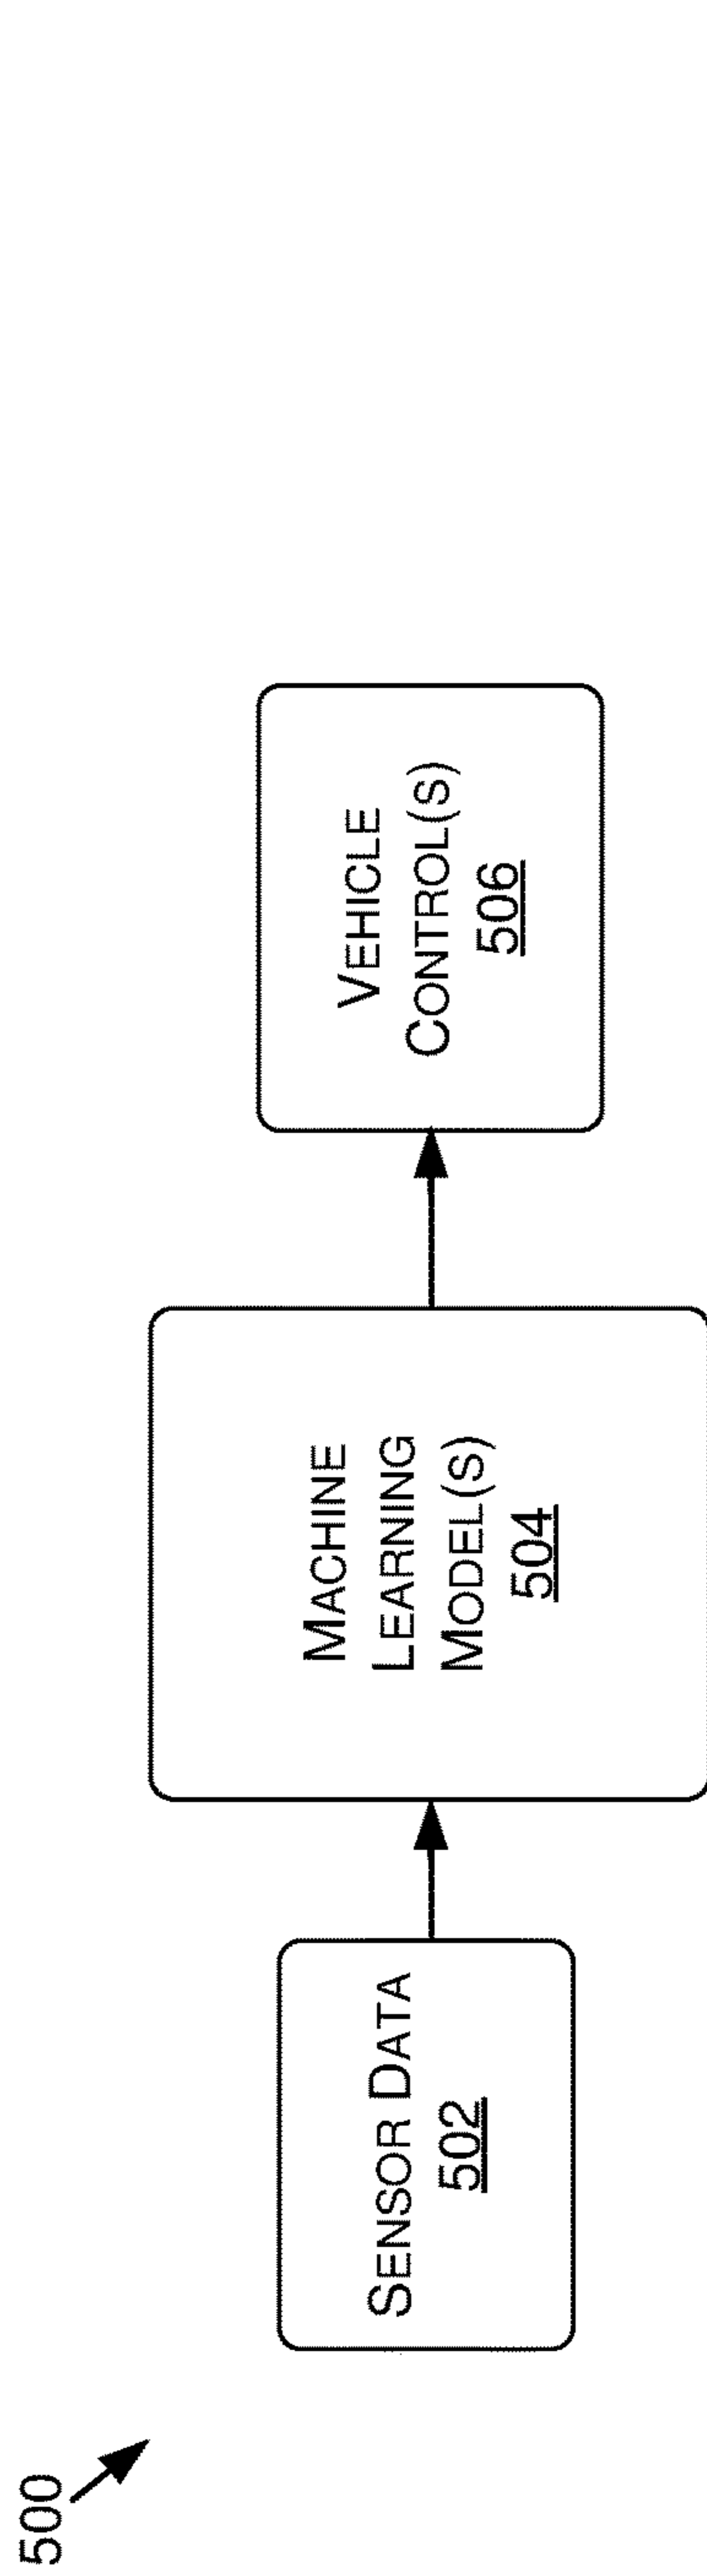 500
SENSOR DATA
502
MACHINE
LEARNING
MODEL(S)
504
VEHICLE
CONTROL(S)
506